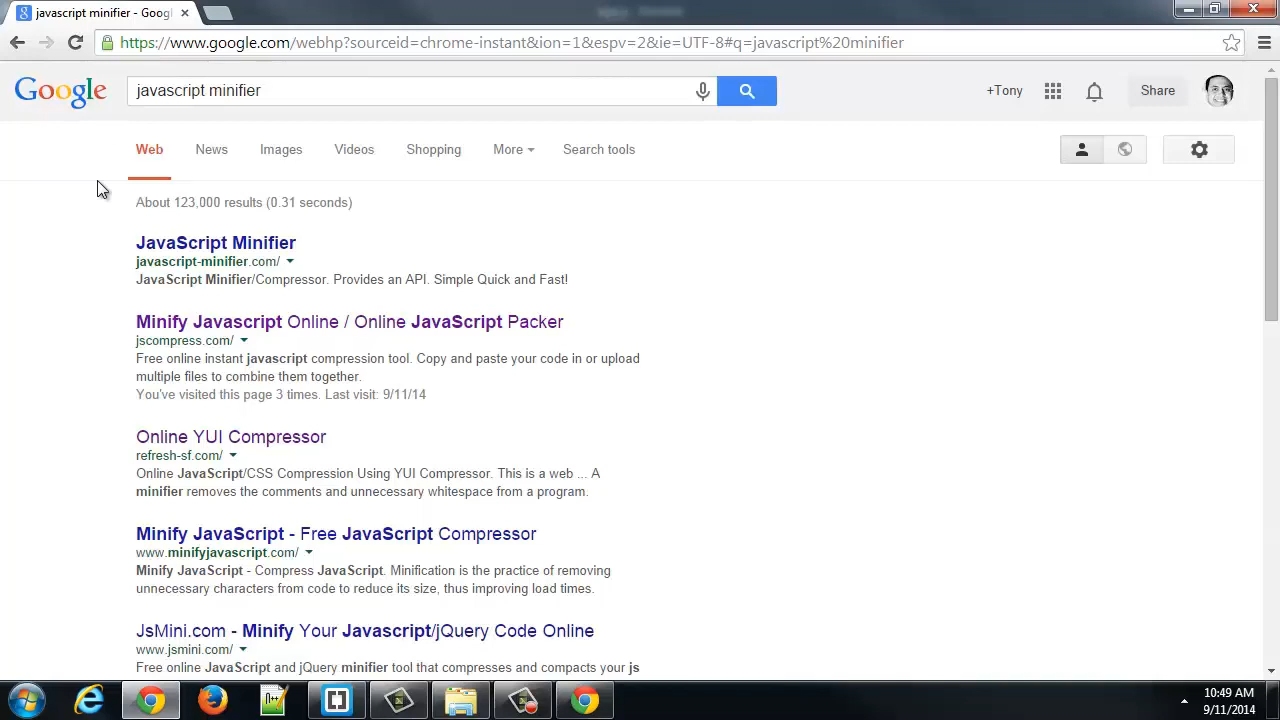 javascript minifier - Googl
https://www.google.com/webhp?sourceid=chrome-instant&ion=1&espv=2&ie=UTF-8#q=javascript%20minifier
Google
javascript minifier
+Tony
Share
Web News Images Videos Shopping More Search tools
About 123,000 results (0.31 seconds)
JavaScript Minifier
javascript-minifier.com/
JavaScript Minifier/Compressor. Provides an API. Simple Quick and Fast!
Minify Javascript Online / Online JavaScript Packer
jscompress.com/
Free online instant javascript compression tool. Copy and paste your code in or upload
multiple files to combine them together.
You've visited this page 3 times. Last visit: 9/11/14
Online YUI Compressor
refresh-sf.com/
Online JavaScript/CSS Compression Using YUI Compressor. This is a web ... A
minifier removes the comments and unnecessary whitespace from a program.
Minify JavaScript - Free JavaScript Compressor
www.minifyjavascript.com/
Minify JavaScript - Compress JavaScript. Minification is the practice of removing
unnecessary characters from code to reduce its size, thus improving load times.
JsMini.com - Minify Your Javascript/jQuery Code Online
www.jsmini.com/
Free online JavaScript and jQuery minifier tool that compresses and compacts your js
10:49 AM
9/11/2014